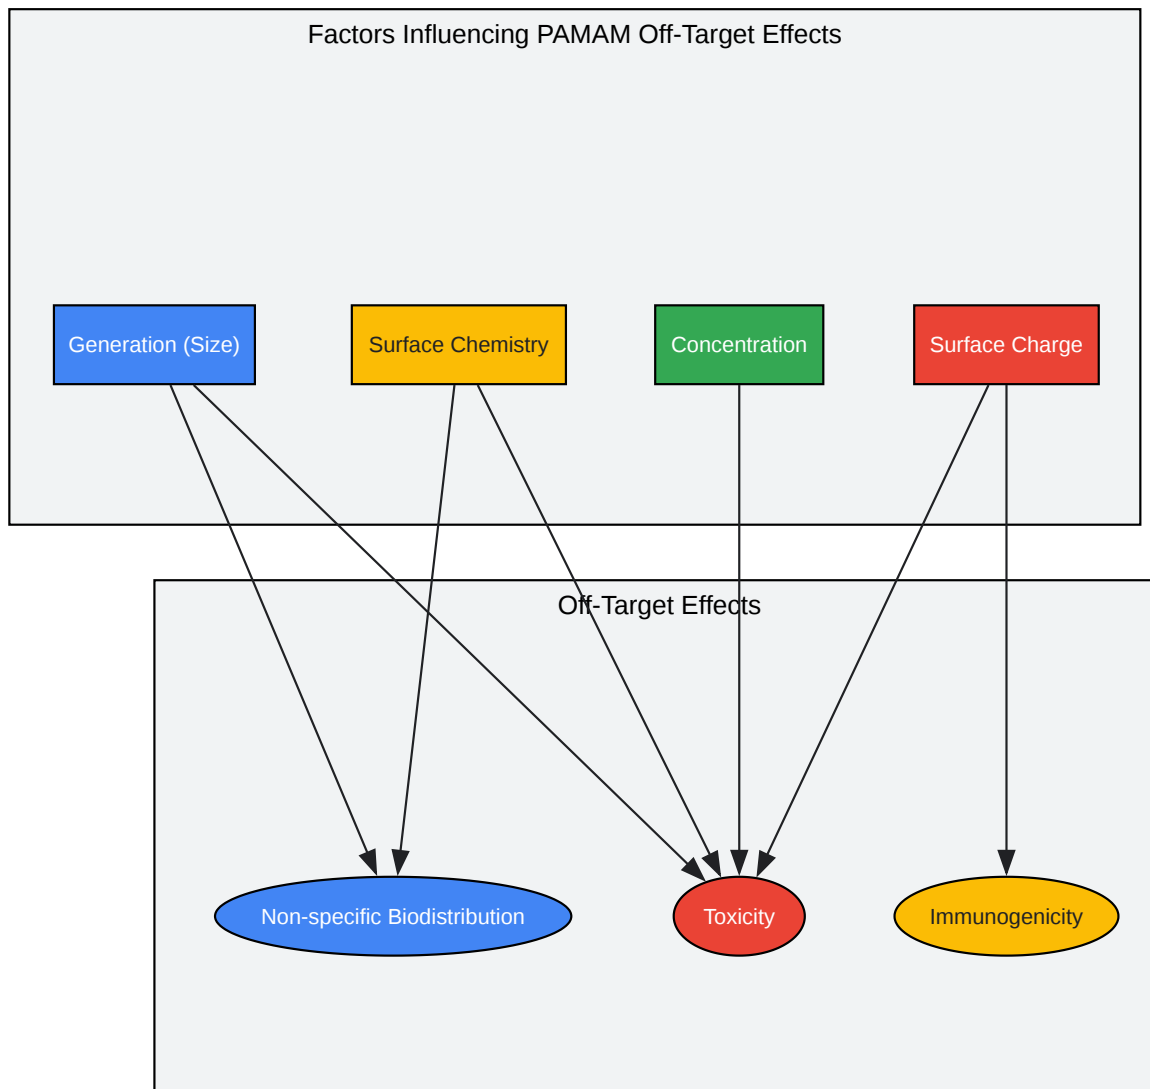 Factors Influencing PAMAM Off-Target Effects
Generation (Size)
Surface Chemistry
Concentration
Surface Charge
Off-Target Effects
Non-specific Biodistribution
Toxicity
Immunogenicity